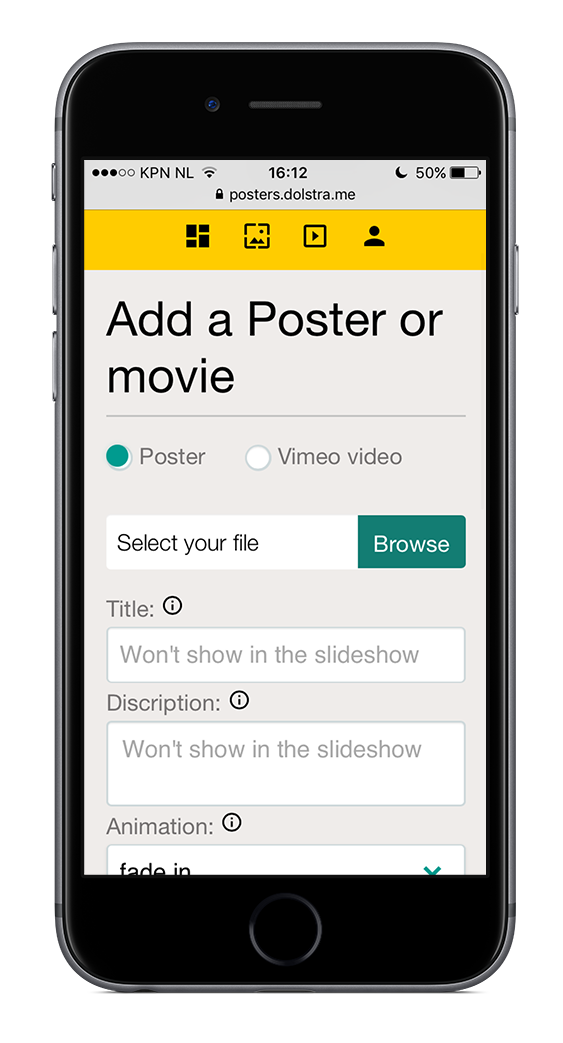 KPN NL 16:12 50%
posters.dolstra.me
Add a Poster or
movie
Poster Vimeo video
Select your file Browse
Title:
Won't show in the slideshow
Discription:
Won't show in the slideshow
Animation:
fade in